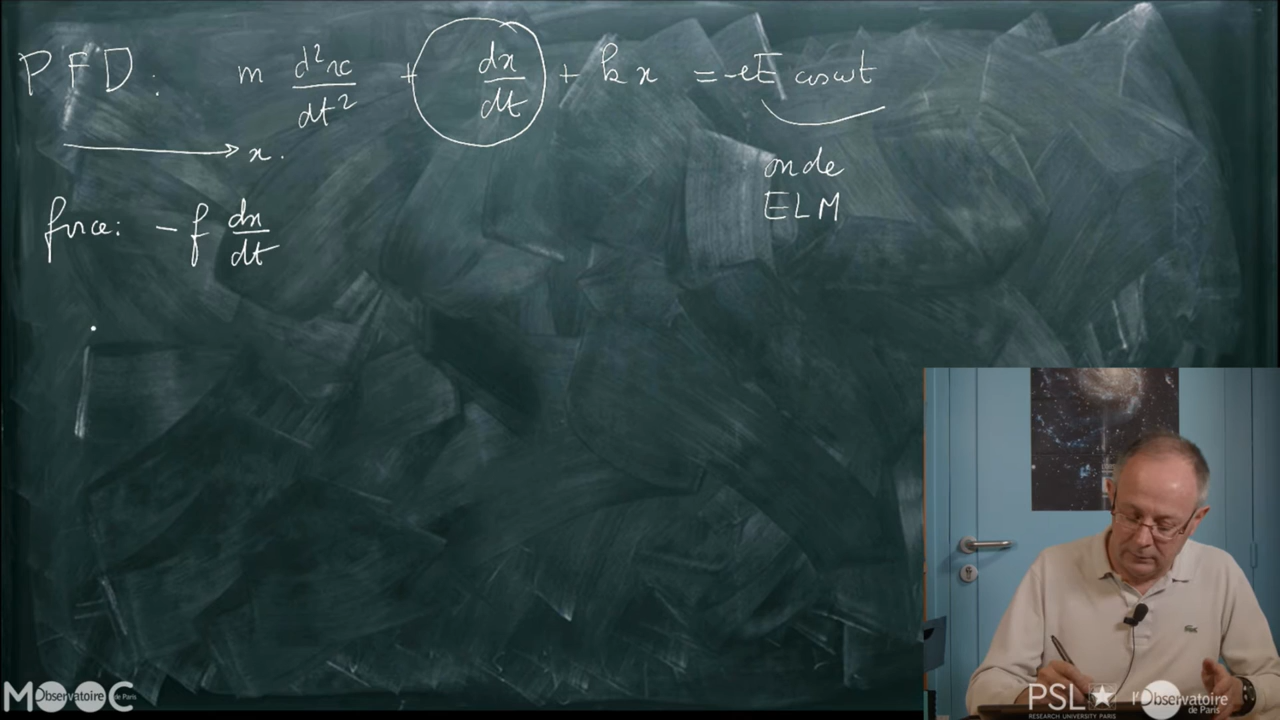 PFD: m d²x/dt² + dx/dt + kx = -eE cosωt
x.
onde
ELM
force: - f dx/dt
MOOC
l'Observatoire de Paris
PSL
RESEARCH UNIVERSITY PARIS
l'Observatoire
de Paris